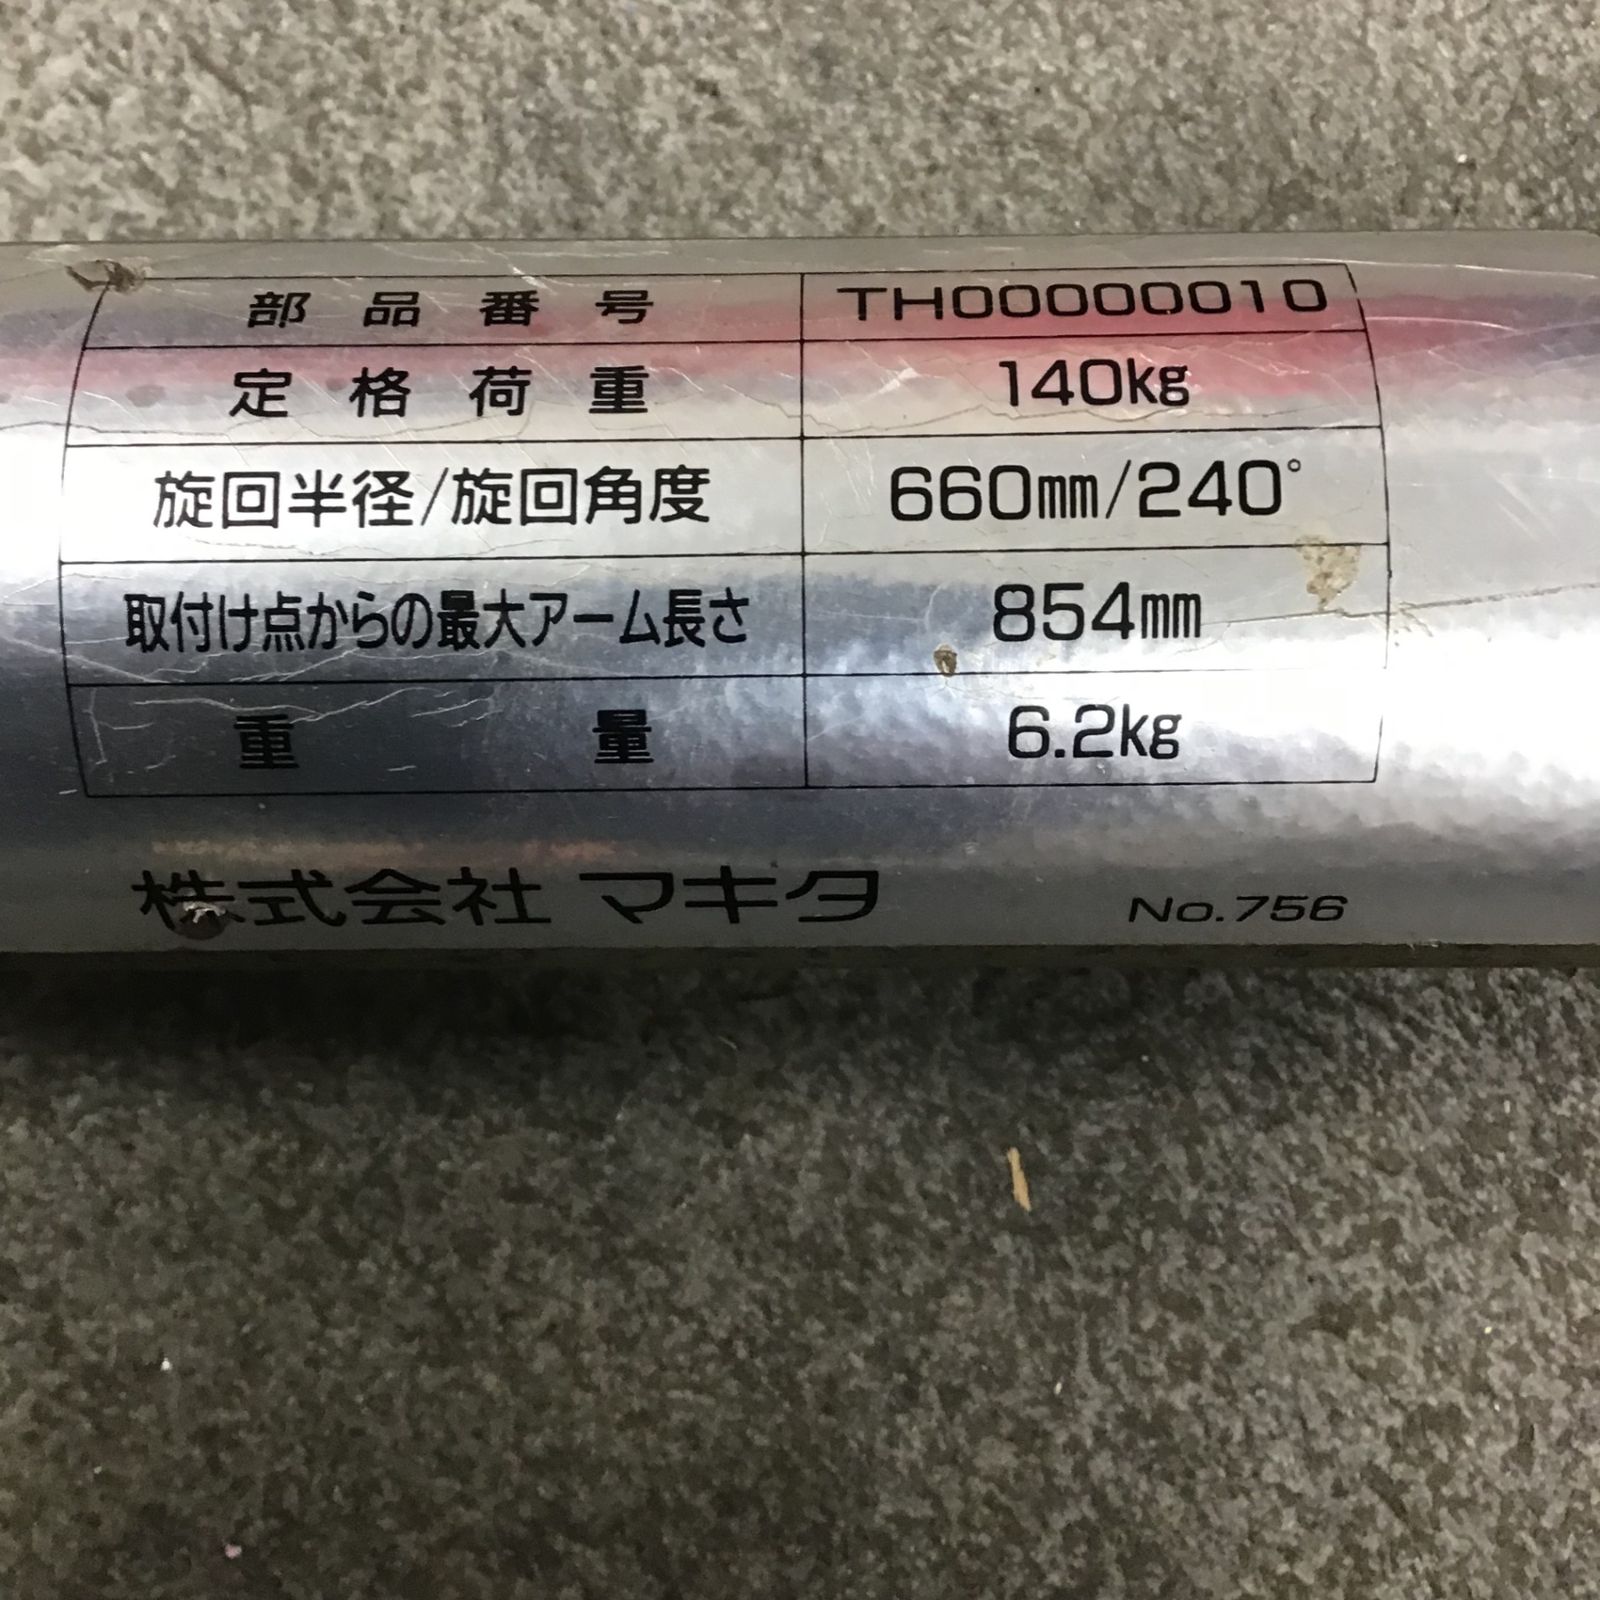 部品番号 TH00000010
定格荷重 140kg
旋回半径/旋回角度 660mm/240°
取付け点からの最大アーム長さ 854mm
重量 6.2kg
株式会社 マキタ No.756